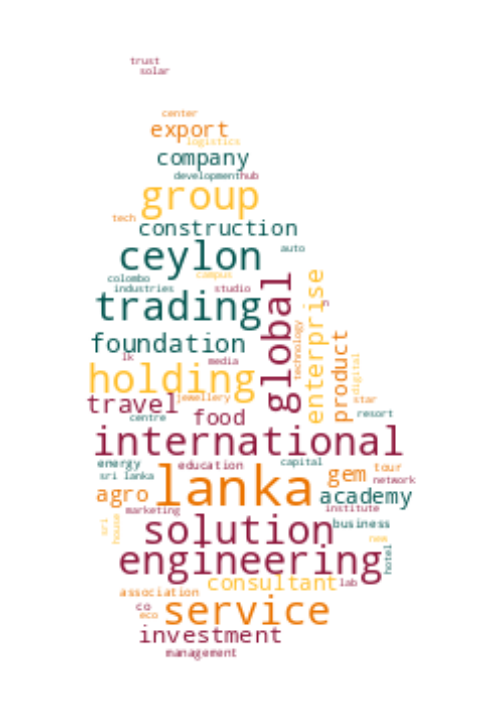 trust
solar
center
export
logistics
company
development hub
group
tech
construction
auto
ceylon
colombo
campus
industries
studio
trading
global
enterprise
foundation
technology
product
lk
media
digital
holding
jewellery
star
travel
centre
food
resort
international
energy
education
capital
sri lanka
lanka
gem
tour
network
agro
academy
marketing
institute
sri
house
solution
business
new
hotel
engineering
consultant
lab
association
co
eco
service
investment
management